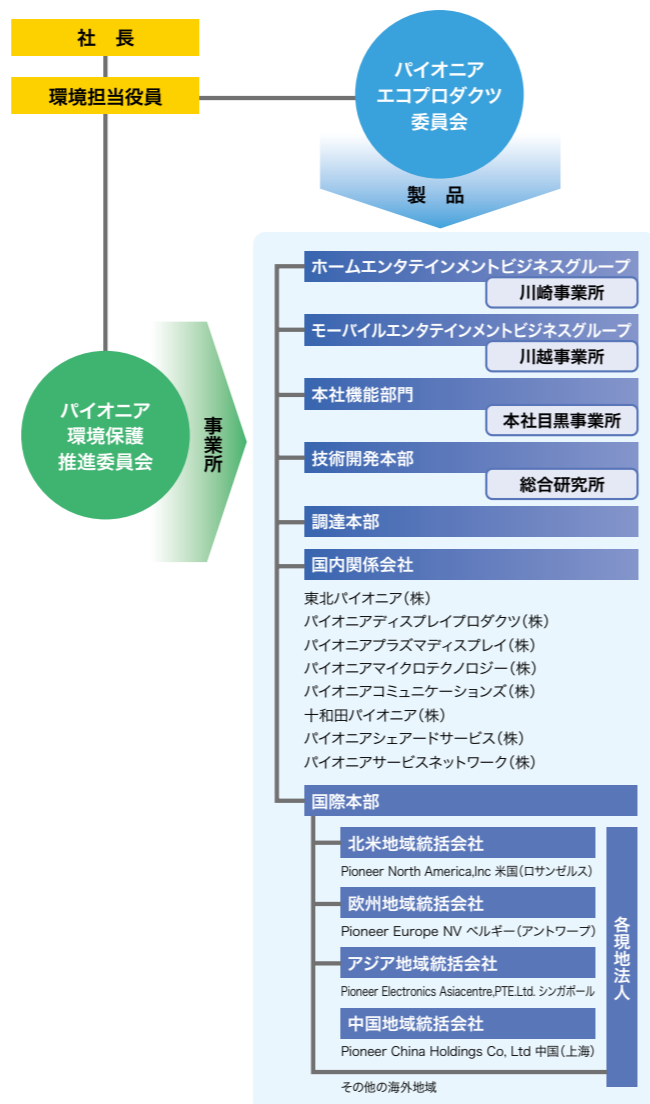 社 長
環境担当役員
パイオニア
エコプロダクツ
委員会
製 品
パイオニア
環境保護
推進委員会
事業所
ホームエンタテインメントビジネスグループ
川崎事業所
モーバイルエンタテインメントビジネスグループ
川越事業所
本社機能部門
本社目黒事業所
技術開発本部
総合研究所
調達本部
国内関係会社
東北パイオニア(株)
パイオニアディスプレイプロダクツ(株)
パイオニアプラズマディスプレイ(株)
パイオニアマイクロテクノロジー(株)
パイオニアコミュニケーションズ(株)
十和田パイオニア(株)
パイオニアシェアードサービス(株)
パイオニアサービスネットワーク(株)
国際本部
北米地域統括会社
Pioneer North America,Inc 米国(ロサンゼルス)
欧州地域統括会社
Pioneer Europe NV ベルギー(アントワープ)
アジア地域統括会社
Pioneer Electronics Asiacentre,PTE.Ltd. シンガポール
中国地域統括会社
Pioneer China Holdings Co, Ltd 中国(上海)
その他の海外地域
各現地法人